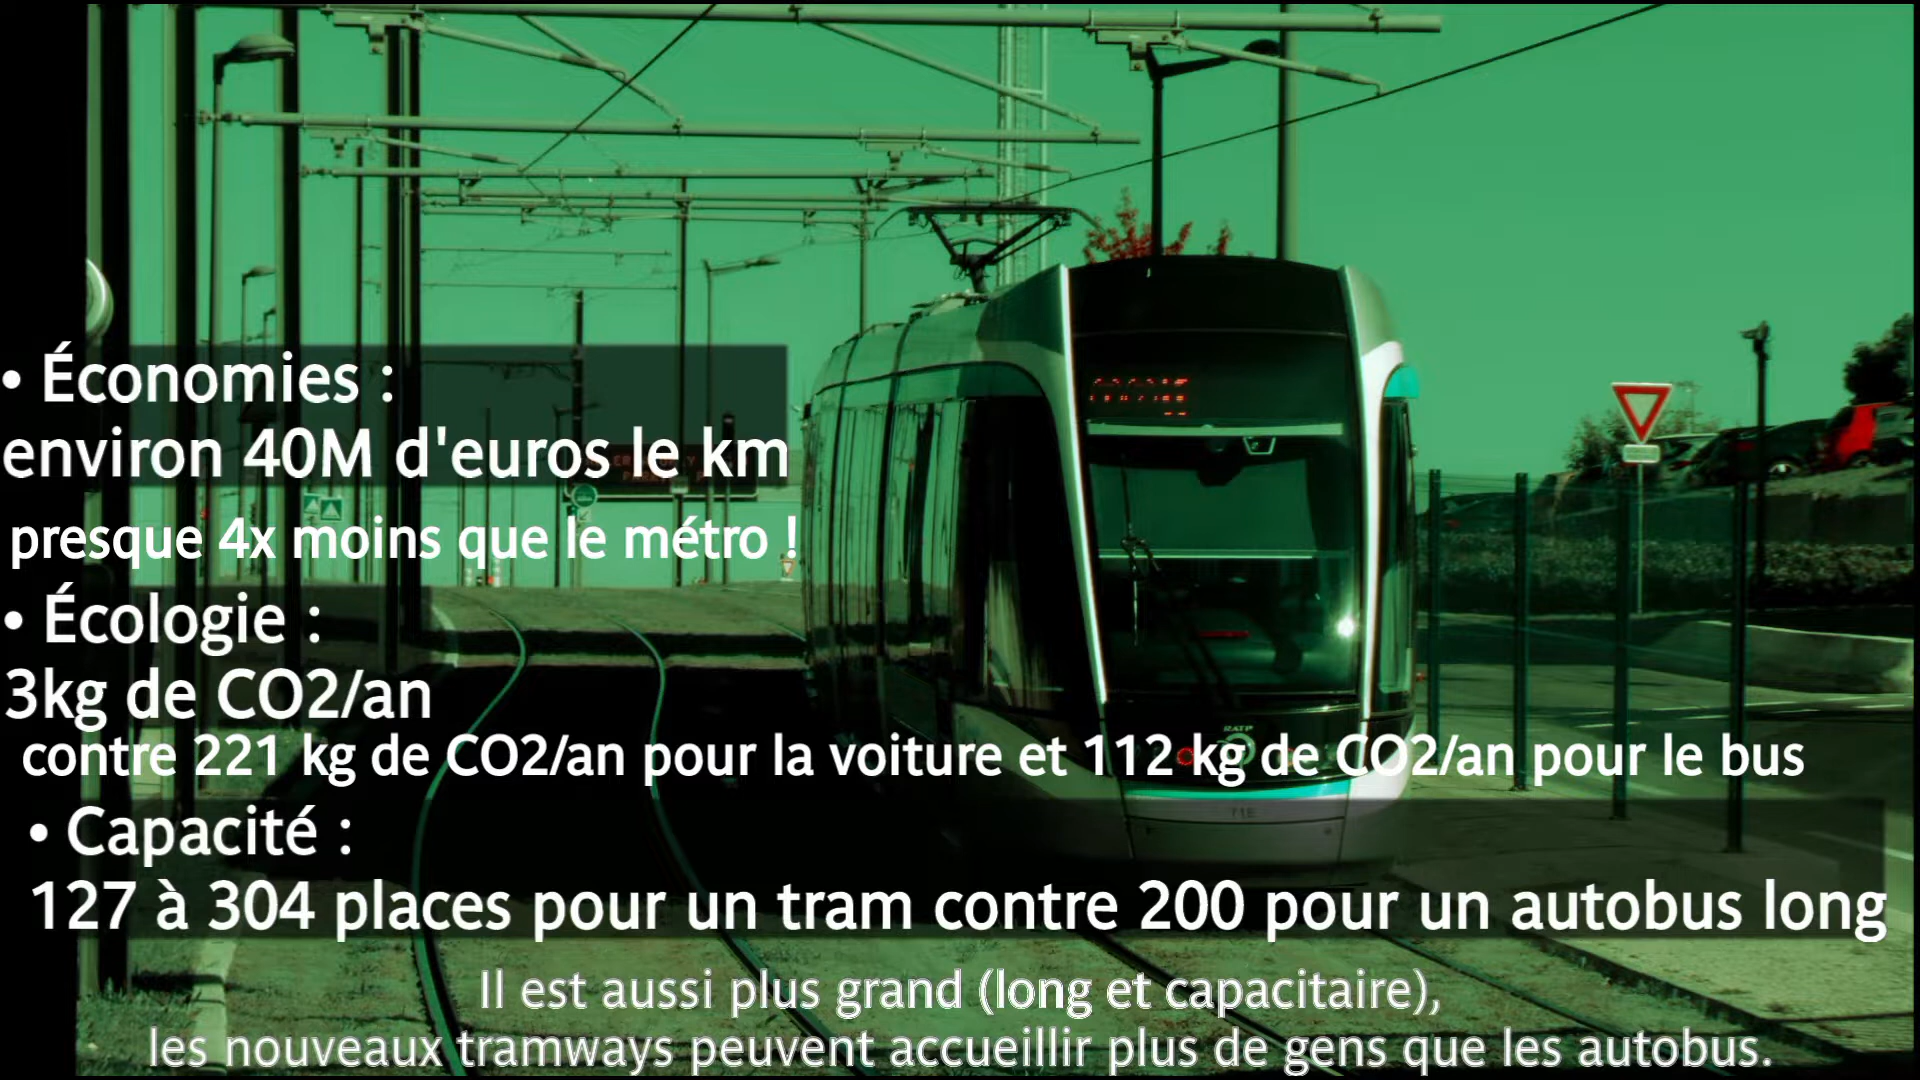 • Économies :
environ 40M d'euros le km
presque 4x moins que le métro !
• Écologie :
3kg de CO2/an
contre 221 kg de CO2/an pour la voiture et 112 kg de CO2/an pour le bus
• Capacité :
127 à 304 places pour un tram contre 200 pour un autobus long
Il est aussi plus grand (long et capacitaire),
les nouveaux tramways peuvent accueillir plus de gens que les autobus.
RATP